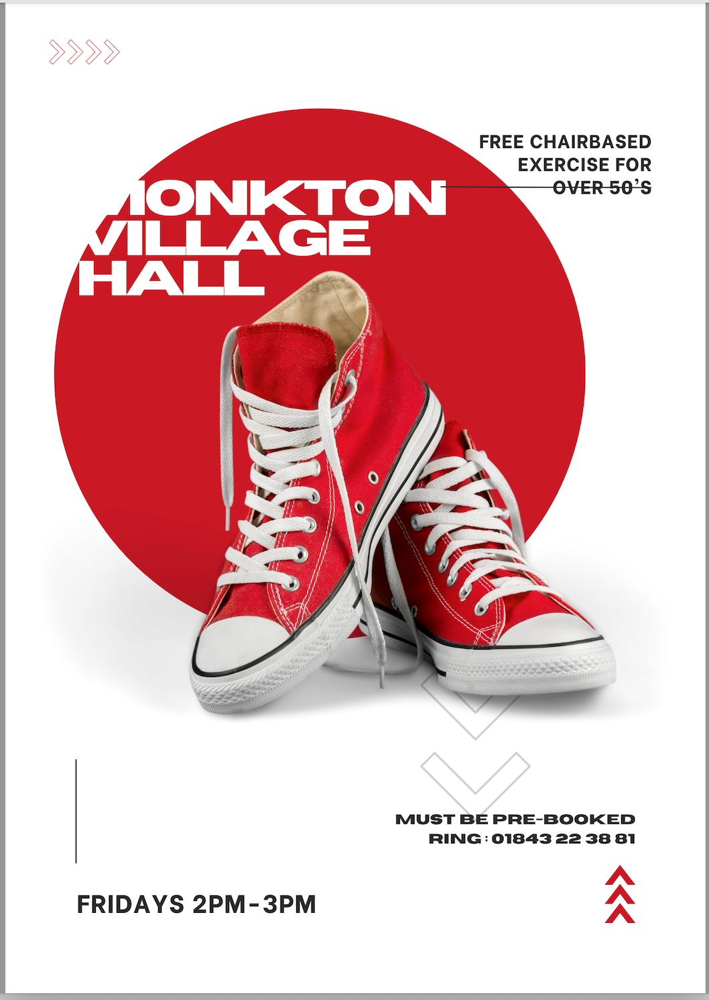 FREE CHAIRBASED
EXERCISE FOR
OVER 50'S
MONKTON
VILLAGE
HALL
MUST BE PRE-BOOKED
RING : 01843 22 38 81
FRIDAYS 2PM-3PM